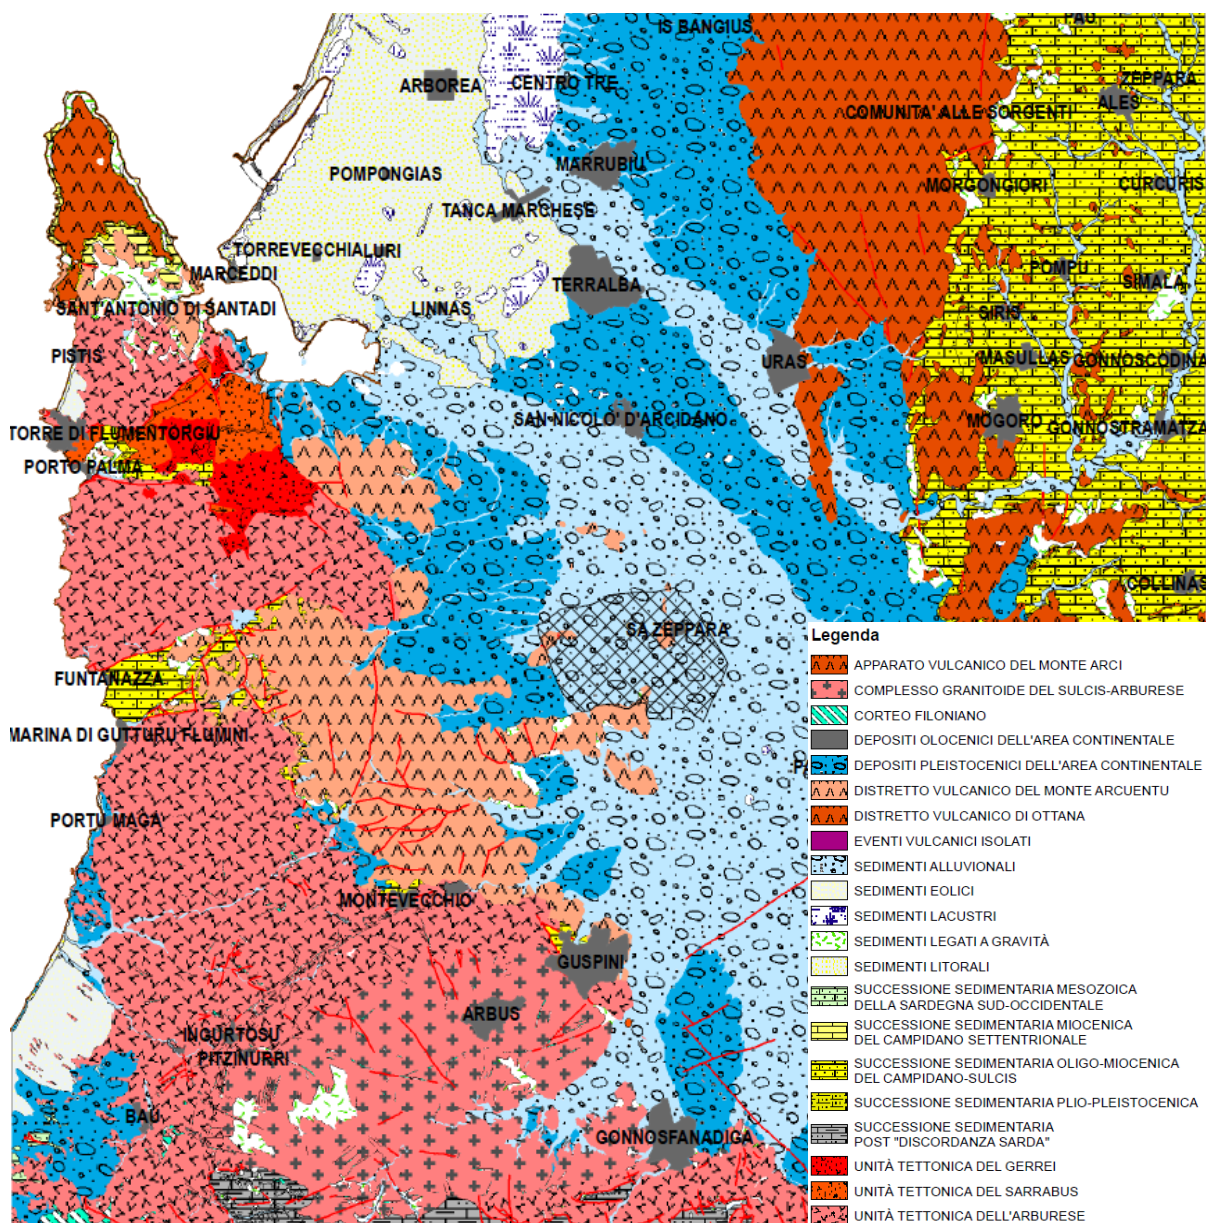 IS BANGIUS
PAU
ARBOREA
CENTRO TRE
ZEPPARA
ALES
COMUNITA' ALLE SORGENTI
MARRUBIU
POMPONGIAS
MORGONGIORI
CURCURIS
TANCA MARCHESE
TORREVECCHIA
LURI
MARCEDDI
POMPU
SIMALA
TERRALBA
SANT'ANTONIO DI SANTADI
LINNAS
SIRIS
PISTIS
URAS
MASULLAS
GONNOSCODINA
SAN NICOLO' D'ARCIDANO
MOGORO
GONNOSTRAMATZA
TORRE DI FLUMENTORGIU
PORTO PALMA
COLLINAS
SA ZEPPARA
FUNTANAZZA
MARINA DI GUTTURU FLUMINI
PORTU MAGA
MONTEVECCHIO
GUSPINI
ARBUS
INGURTOSU
PITZINURRI
BAU
GONNOSFANADIGA
Legenda
APPARATO VULCANICO DEL MONTE ARCI
COMPLESSO GRANITOIDE DEL SULCIS-ARBURESE
CORTEO FILONIANO
DEPOSITI OLOCENICI DELL'AREA CONTINENTALE
DEPOSITI PLEISTOCENICI DELL'AREA CONTINENTALE
DISTRETTO VULCANICO DEL MONTE ARCUENTU
DISTRETTO VULCANICO DI OTTANA
EVENTI VULCANICI ISOLATI
SEDIMENTI ALLUVIONALI
SEDIMENTI EOLICI
SEDIMENTI LACUSTRI
SEDIMENTI LEGATI A GRAVITÀ
SEDIMENTI LITORALI
SUCCESSIONE SEDIMENTARIA MESOZOICA
DELLA SARDEGNA SUD-OCCIDENTALE
SUCCESSIONE SEDIMENTARIA MIOCENICA
DEL CAMPIDANO SETTENTRIONALE
SUCCESSIONE SEDIMENTARIA OLIGO-MIOCENICA
DEL CAMPIDANO-SULCIS
SUCCESSIONE SEDIMENTARIA PLIO-PLEISTOCENICA
SUCCESSIONE SEDIMENTARIA
POST "DISCORDANZA SARDA"
UNITÀ TETTONICA DEL GERREI
UNITÀ TETTONICA DEL SARRABUS
UNITÀ TETTONICA DELL'ARBURESE